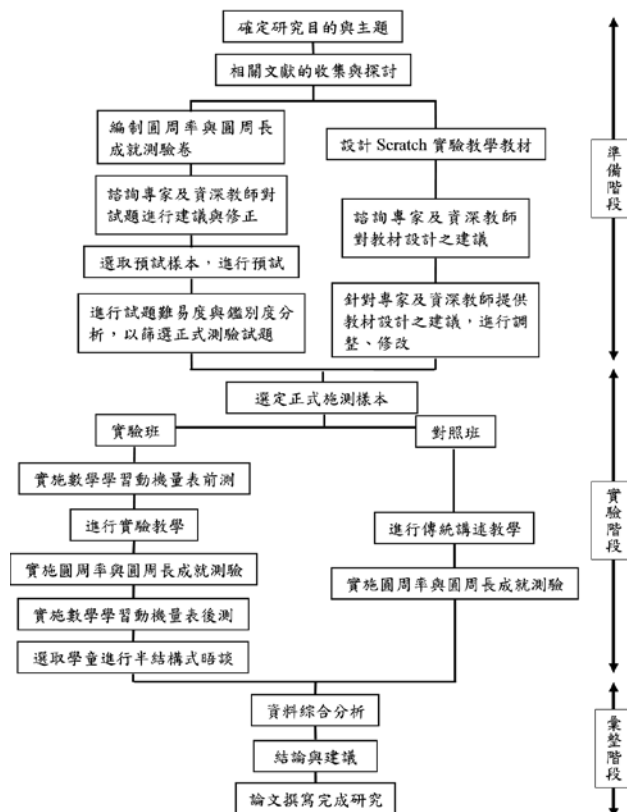 確定研究目的與主題
相關文獻的收集與探討
編制圓周率與圓周長
成就測驗卷
諮詢專家及資深教師對
試題進行建議與修正
選取預試樣本，進行預試
進行試題難易度與鑑別度分
析，以篩選正式測驗試題
設計 Scratch 實驗教學教材
諮詢專家及資深教師
對教材設計之建議
針對專家及資深教師提供
教材設計之建議，進行調
整、修改
準備階段
選定正式施測樣本
實驗班
實施數學學習動機量表前測
進行實驗教學
實施圓周率與圓周長成就測驗
實施數學學習動機量表後測
選取學童進行半結構式晤談
對照班
進行傳統講述教學
實施圓周率與圓周長成就測驗
實驗階段
資料綜合分析
結論與建議
論文撰寫完成研究
彙整階段